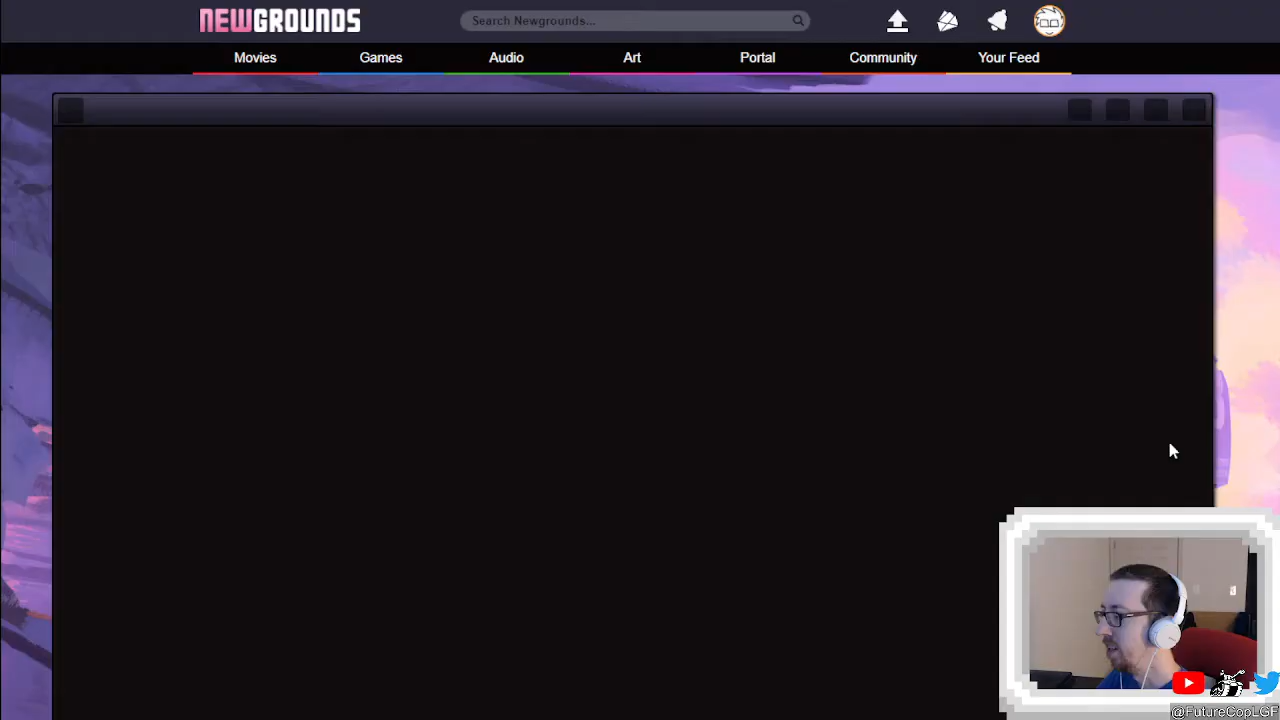 NEWGROUNDS
Search Newgrounds...
Movies
Games
Audio
Art
Portal
Community
Your Feed
@FutureCopLGF